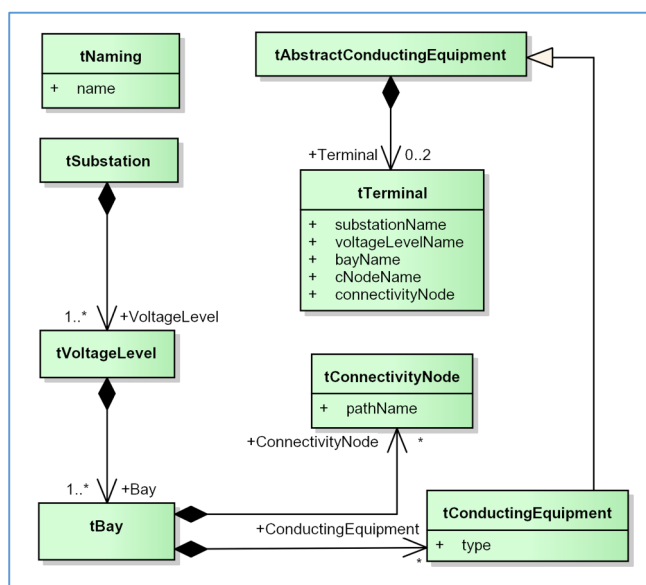 tNaming
+ name
tAbstractConductingEquipment
tSubstation
+Terminal 0..2
tTerminal
+ substationName
+ voltageLevelName
+ bayName
+ cNodeName
+ connectivityNode
1..* +VoltageLevel
tVoltageLevel
tConnectivityNode
+ pathName
+ConnectivityNode *
1..* +Bay
tBay
+ConductingEquipment
*
tConductingEquipment
+ type